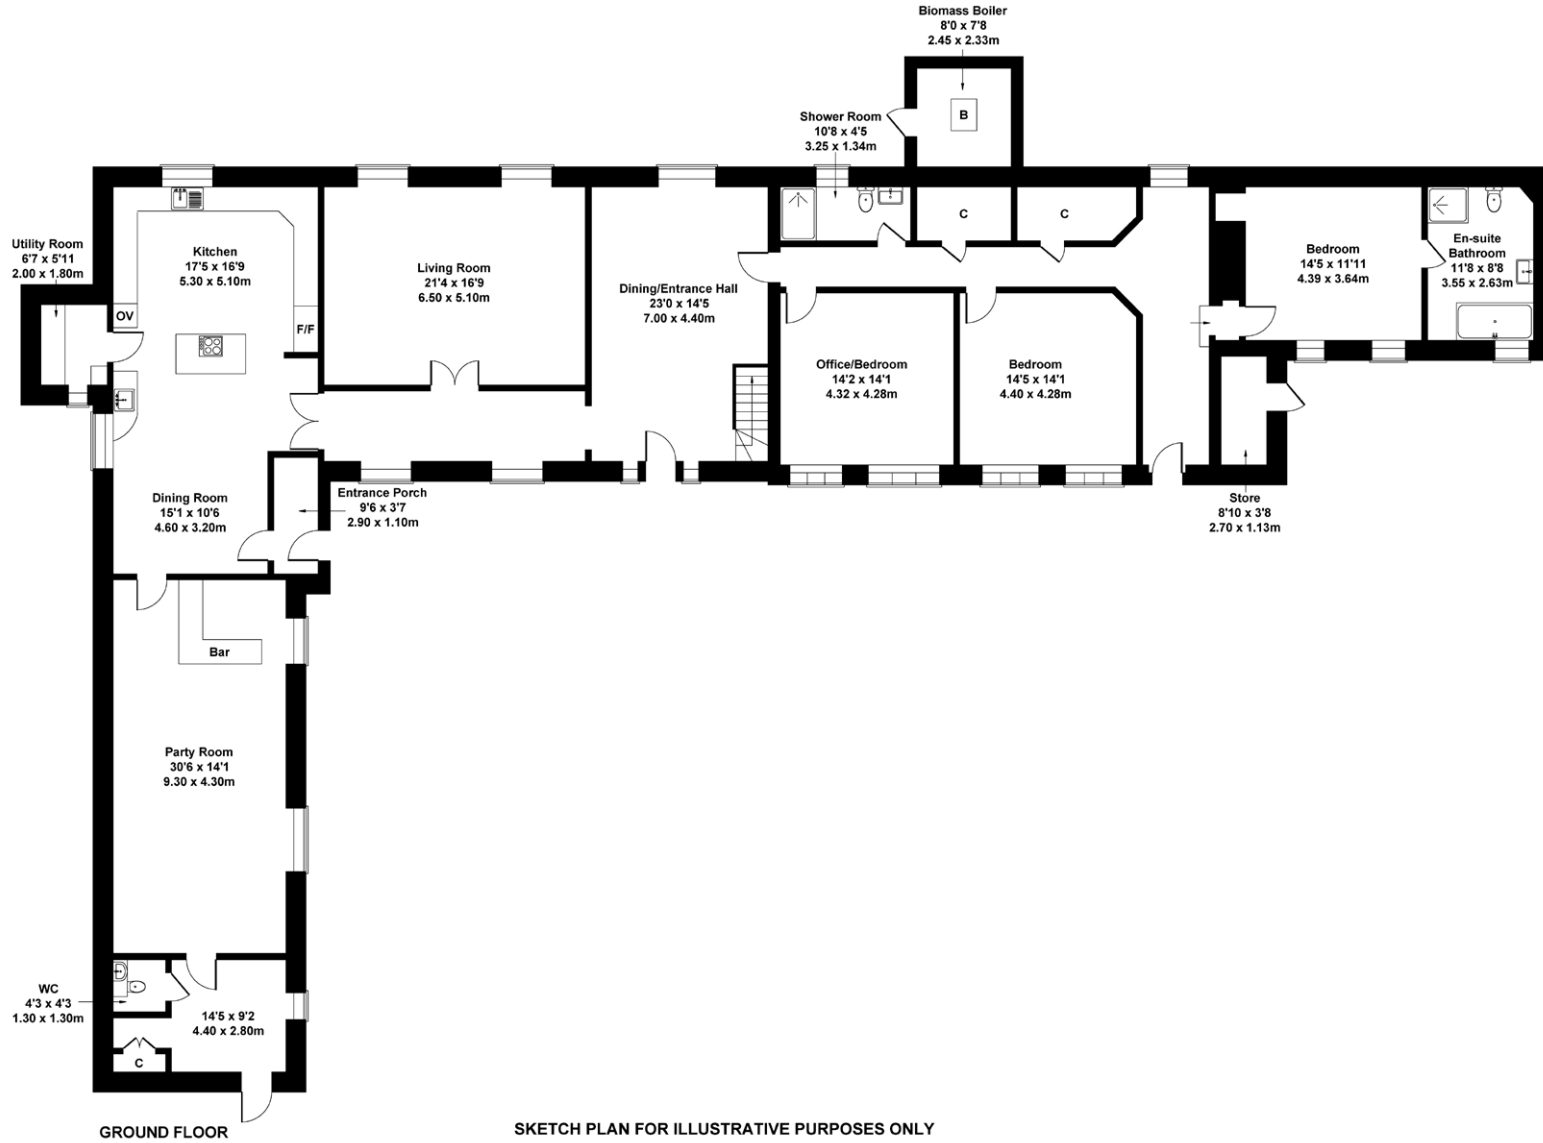 Biomass Boiler
8'0 x 7'8
2.45 x 2.33m
B
Shower Room
10'8 x 4'5
3.25 x 1.34m
C
C
Utility Room
6'7 x 5'11
2.00 x 1.80m
Kitchen
17'5 x 16'9
5.30 x 5.10m
OV
F/F
Living Room
21'4 x 16'9
6.50 x 5.10m
Dining/Entrance Hall
23'0 x 14'5
7.00 x 4.40m
Bedroom
14'5 x 11'11
4.39 x 3.64m
En-suite
Bathroom
11'8 x 8'8
3.55 x 2.63m
Office/Bedroom
14'2 x 14'1
4.32 x 4.28m
Bedroom
14'5 x 14'1
4.40 x 4.28m
Dining Room
15'1 x 10'6
4.60 x 3.20m
Entrance Porch
9'6 x 3'7
2.90 x 1.10m
Store
8'10 x 3'8
2.70 x 1.13m
Bar
Party Room
30'6 x 14'1
9.30 x 4.30m
WC
4'3 x 4'3
1.30 x 1.30m
14'5 x 9'2
4.40 x 2.80m
C
GROUND FLOOR
SKETCH PLAN FOR ILLUSTRATIVE PURPOSES ONLY